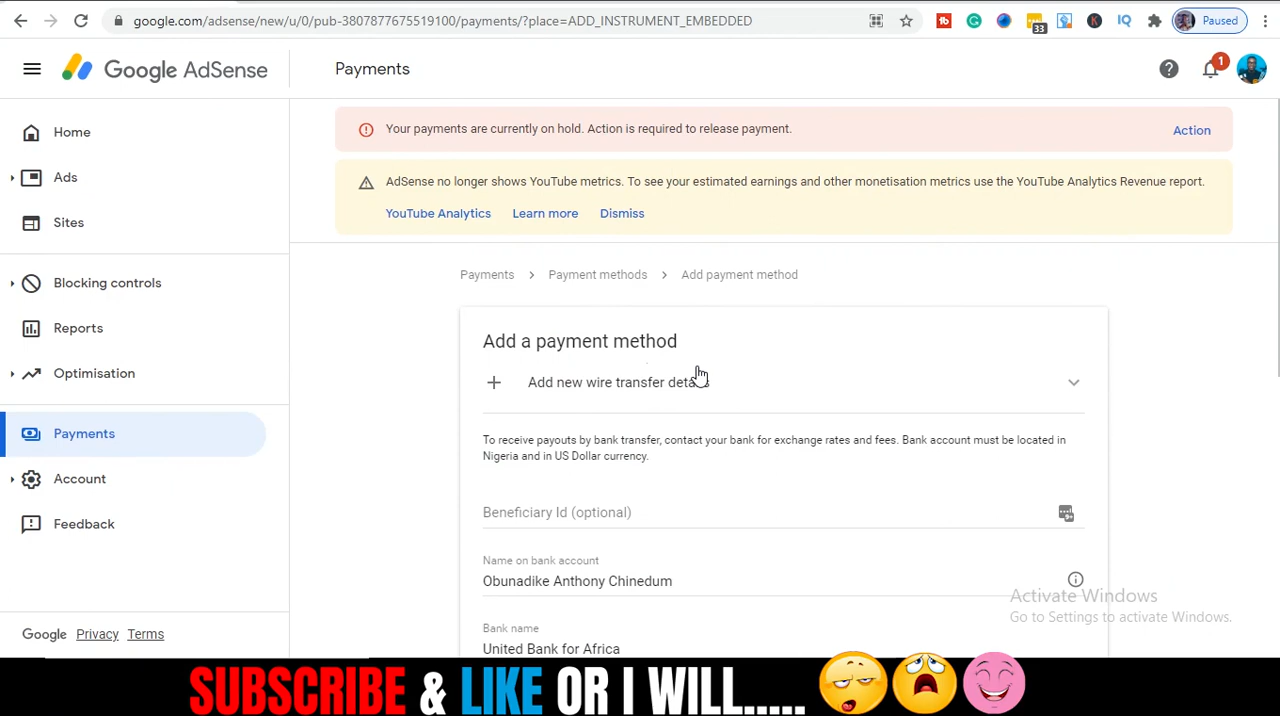 google.com/adsense/new/u/0/pub-3807877675519100/payments/?place=ADD_INSTRUMENT_EMBEDDED
33
IQ
Paused
Google AdSense
Payments
1
Home
Ads
Sites
Blocking controls
Reports
Optimisation
Payments
Account
Feedback
Google Privacy Terms
Your payments are currently on hold. Action is required to release payment.
Action
AdSense no longer shows YouTube metrics. To see your estimated earnings and other monetisation metrics use the YouTube Analytics Revenue report.
YouTube Analytics Learn more Dismiss
Payments > Payment methods > Add payment method
Add a payment method
+ Add new wire transfer details
To receive payouts by bank transfer, contact your bank for exchange rates and fees. Bank account must be located in
Nigeria and in US Dollar currency.
Beneficiary Id (optional)
Name on bank account
Obunadike Anthony Chinedum
Bank name
United Bank for Africa
Activate Windows
Go to Settings to activate Windows.
SUBSCRIBE & LIKE OR I WILL.....